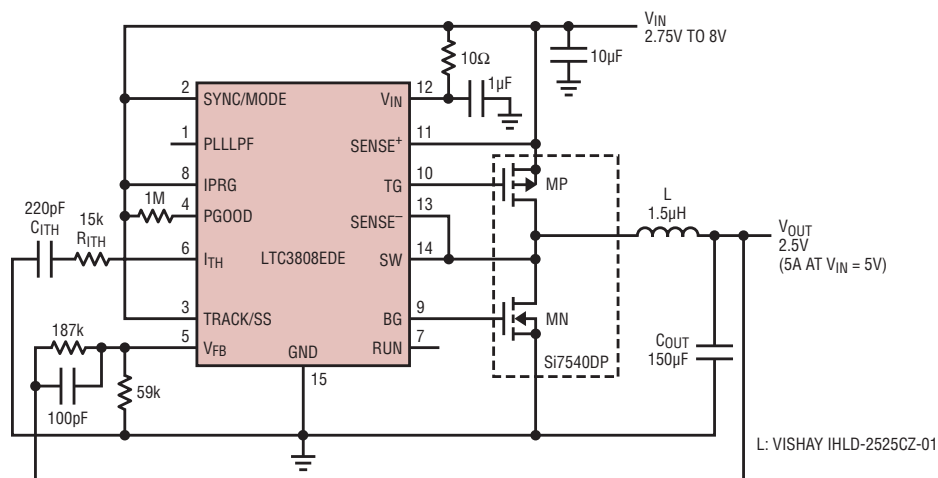 VIN
2.75V TO 8V
10Ω
10µF
1µF
2
SYNC/MODE
VIN
12
1
PLLLPF
SENSE+
11
8
IPRG
TG
10
MP
1M
4
PGOOD
SENSE–
13
220pF
CITH
15k
RITH
6
ITH
LTC3808EDE
SW
14
L
1.5µH
VOUT
2.5V
(5A AT VIN = 5V)
3
TRACK/SS
BG
9
MN
187k
5
VFB
GND
RUN
7
Si7540DP
COUT
150µF
15
59k
100pF
L: VISHAY IHLD-2525CZ-01